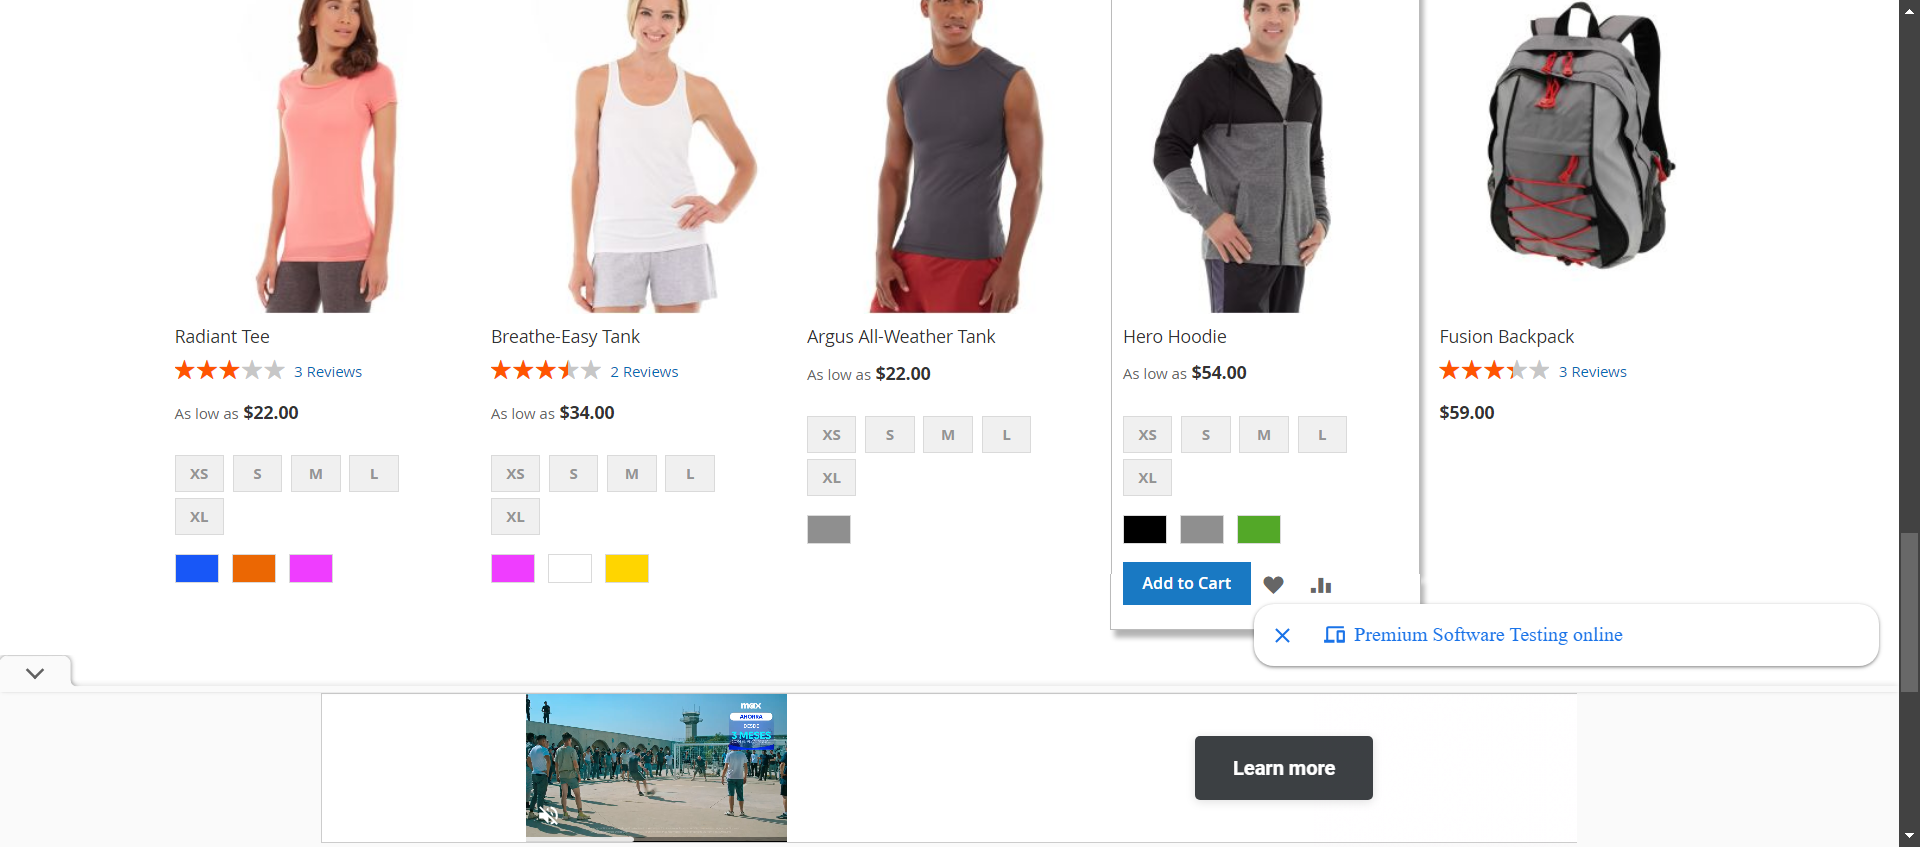 Radiant Tee
3 Reviews
As low as $22.00
XS S M L
XL
Breathe-Easy Tank
2 Reviews
As low as $34.00
XS S M L
XL
Argus All-Weather Tank
As low as $22.00
XS S M L
XL
Hero Hoodie
As low as $54.00
XS S M L
XL
Add to Cart
Fusion Backpack
3 Reviews
$59.00
Premium Software Testing online
max
AHORRA
DESDE
3 MESES
Learn more